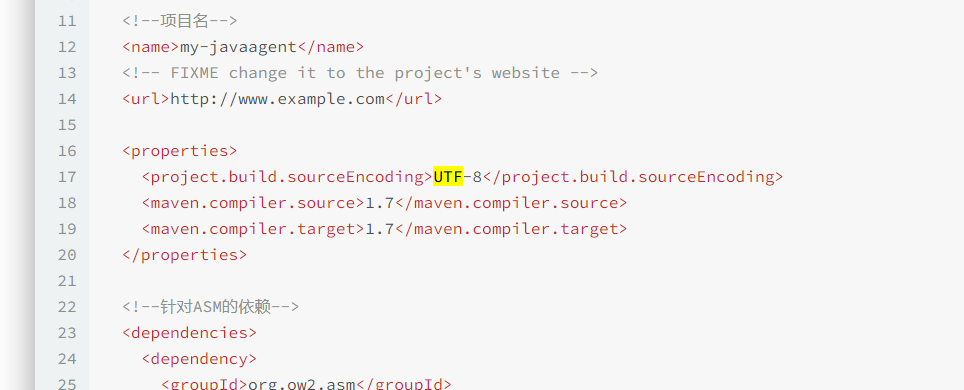 11 <!--项目名-->
12 <name>my-javaagent</name>
13 <!-- FIXME change it to the project's website -->
14 <url>http://www.example.com</url>
15
16 <properties>
17 <project.build.sourceEncoding>UTF-8</project.build.sourceEncoding>
18 <maven.compiler.source>1.7</maven.compiler.source>
19 <maven.compiler.target>1.7</maven.compiler.target>
20 </properties>
21
22 <!--针对ASM的依赖-->
23 <dependencies>
24 <dependency>
25 <groupId>org.ow2.asm</groupId>